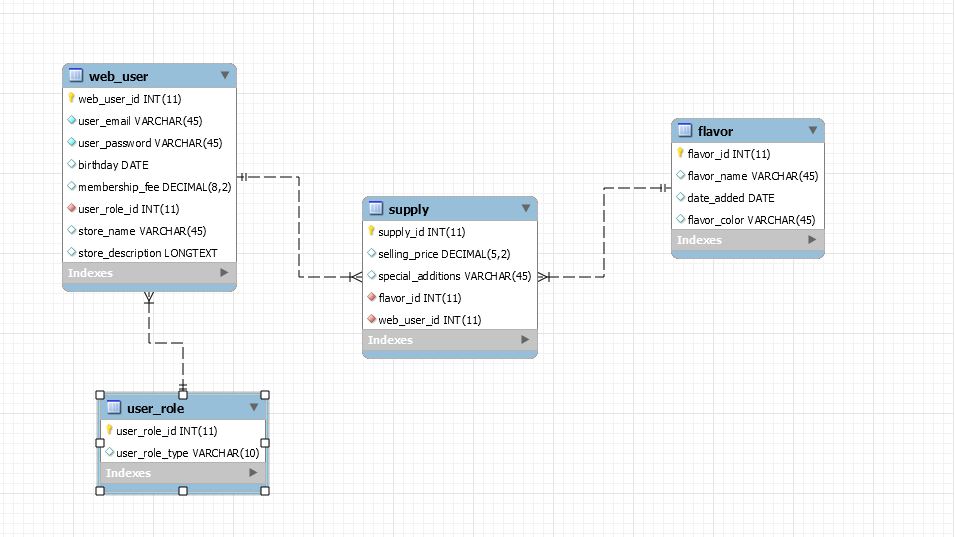 web_user
web_user_id INT(11)
user_email VARCHAR(45)
user_password VARCHAR(45)
birthday DATE
membership_fee DECIMAL(8,2)
user_role_id INT(11)
store_name VARCHAR(45)
store_description LONGTEXT
Indexes
user_role
user_role_id INT(11)
user_role_type VARCHAR(10)
Indexes
supply
supply_id INT(11)
selling_price DECIMAL(5,2)
special_additions VARCHAR(45)
flavor_id INT(11)
web_user_id INT(11)
Indexes
flavor
flavor_id INT(11)
flavor_name VARCHAR(45)
date_added DATE
flavor_color VARCHAR(45)
Indexes